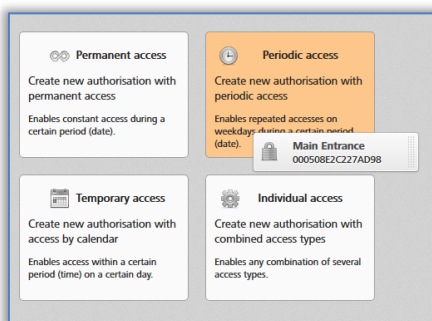 Permanent access
Create new authorisation with
permanent access
Enables constant access during a
certain period (date).
Periodic access
Create new authorisation with
periodic access
Enables repeated accesses on
weekdays during a certain period
(date).
Main Entrance
000508E2C227AD98
Temporary access
Create new authorisation with
access by calendar
Enables access within a certain
period (time) on a certain day.
Individual access
Create new authorisation with
combined access types
Enables any combination of several
access types.